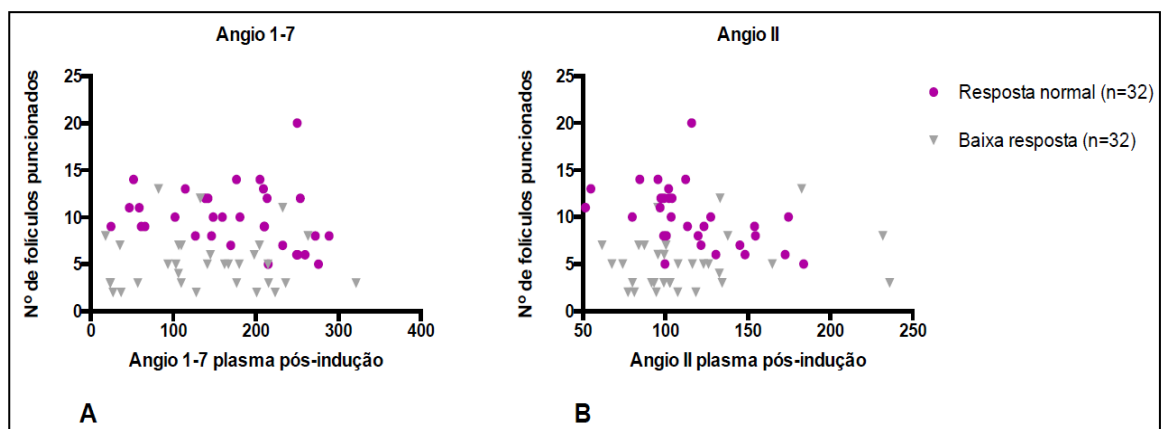 Angio 1-7
Nº de folículos puncionados
25
20
15
10
5
0
0 100 200 300 400
Angio 1-7 plasma pós-indução
A
Angio II
Nº de folículos puncionados
25
20
15
10
5
0
50 100 150 200 250
Angio II plasma pós-indução
B
Resposta normal (n=32)
Baixa resposta (n=32)